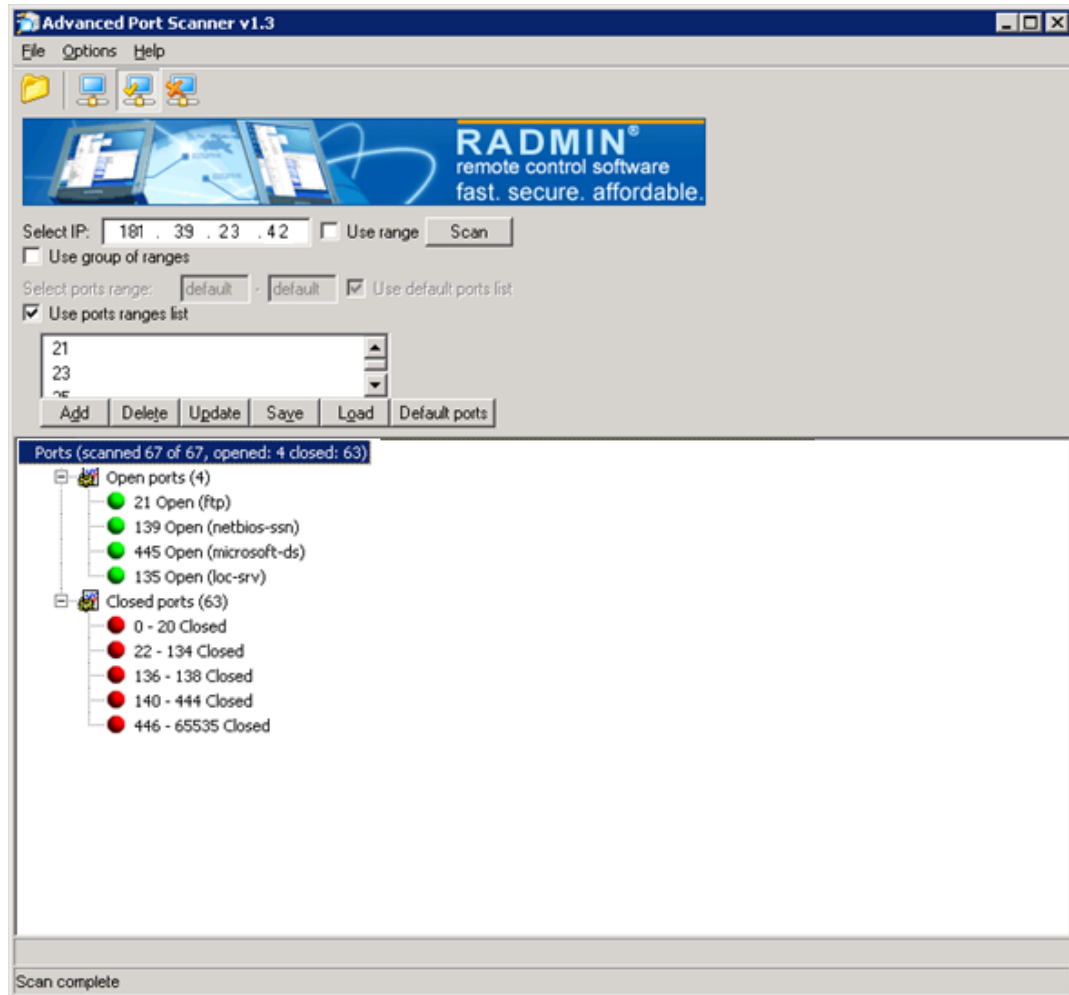 Advanced Port Scanner v1.3
File Options Help
RADMIN®
remote control software
fast. secure. affordable.
Select IP: 181 . 39 . 23 . 42 Use range Scan
Use group of ranges
Select ports range: default - default Use default ports list
Use ports ranges list
21
23
25
Add Delete Update Save Load Default ports
Ports (scanned 67 of 67, opened: 4 closed: 63)
Open ports (4)
21 Open (ftp)
139 Open (netbios-ssn)
445 Open (microsoft-ds)
135 Open (loc-srv)
Closed ports (63)
0 - 20 Closed
22 - 134 Closed
136 - 138 Closed
140 - 444 Closed
446 - 65535 Closed
Scan complete